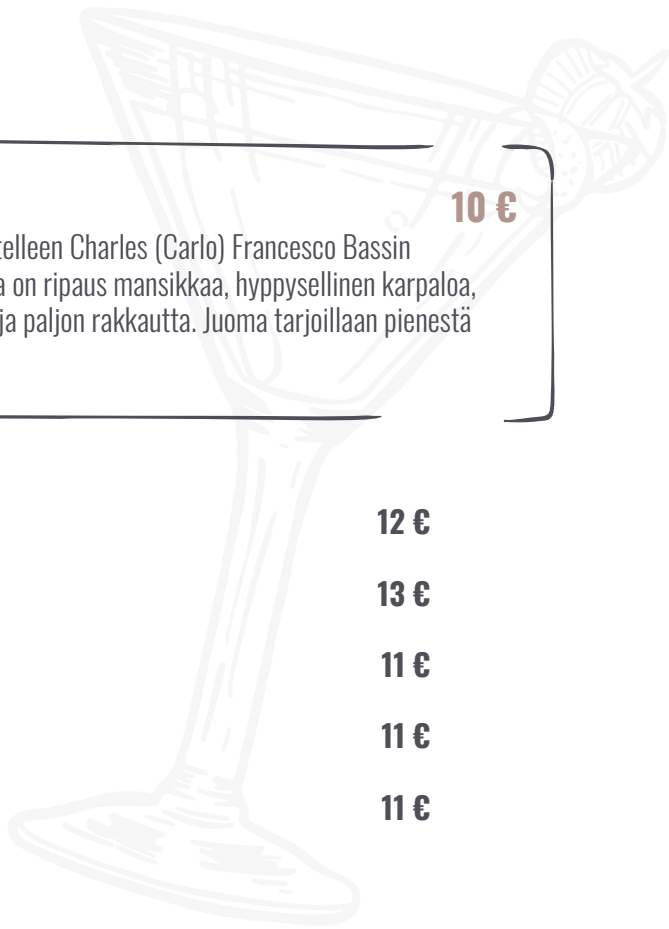 10 €
telleen Charles (Carlo) Francesco Bassin
a on ripaus mansikkaa, hyppysellinen karpaloa,
ja paljon rakkautta. Juoma tarjoillaan pienestä
12 €
13 €
11 €
11 €
11 €